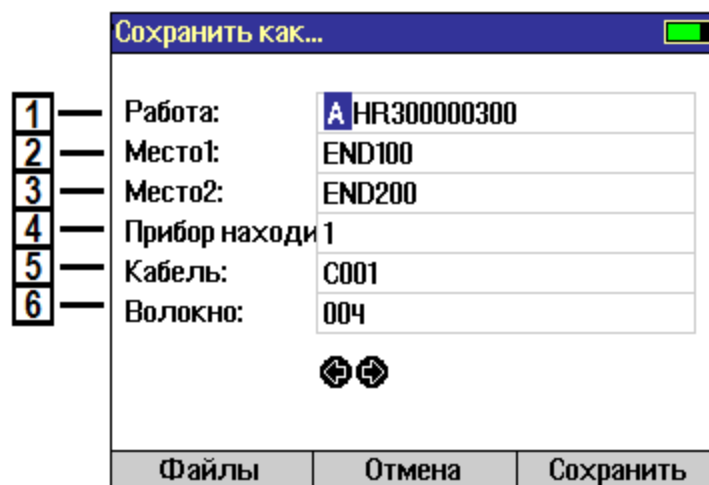 Сохранить как...
1 Работа: AHR300000300
2 Место1: END100
3 Место2: END200
4 Прибор находи 1
5 Кабель: C001
6 Волокно: 004
Файлы Отмена Сохранить